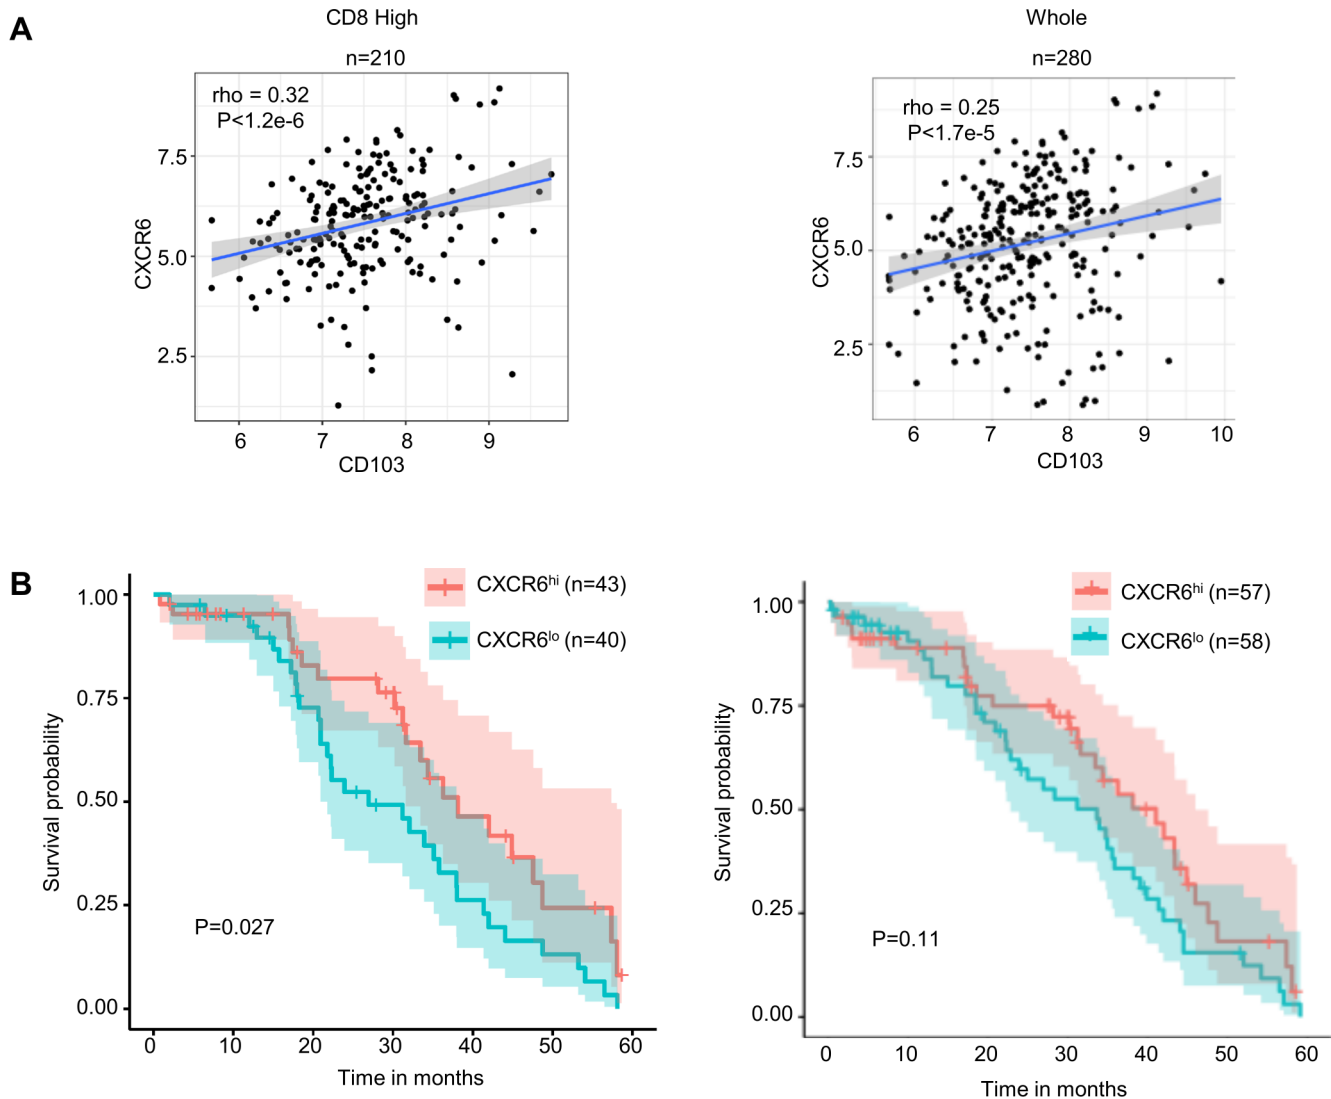 A
CD8 High
n=210
rho = 0.32
P<1.2e-6
7.5
5.0
2.5
CXCR6
6 7 8 9
CD103
Whole
n=280
rho = 0.25
P<1.7e-5
7.5
5.0
2.5
CXCR6
6 7 8 9 10
CD103
B
CXCR6hi (n=43)
CXCR6lo (n=40)
1.00
0.75
0.50
0.25
0.00
Survival probability
P=0.027
0 10 20 30 40 50 60
Time in months
CXCR6hi (n=57)
CXCR6lo (n=58)
1.00
0.75
0.50
0.25
0.00
Survival probability
P=0.11
0 10 20 30 40 50 60
Time in months